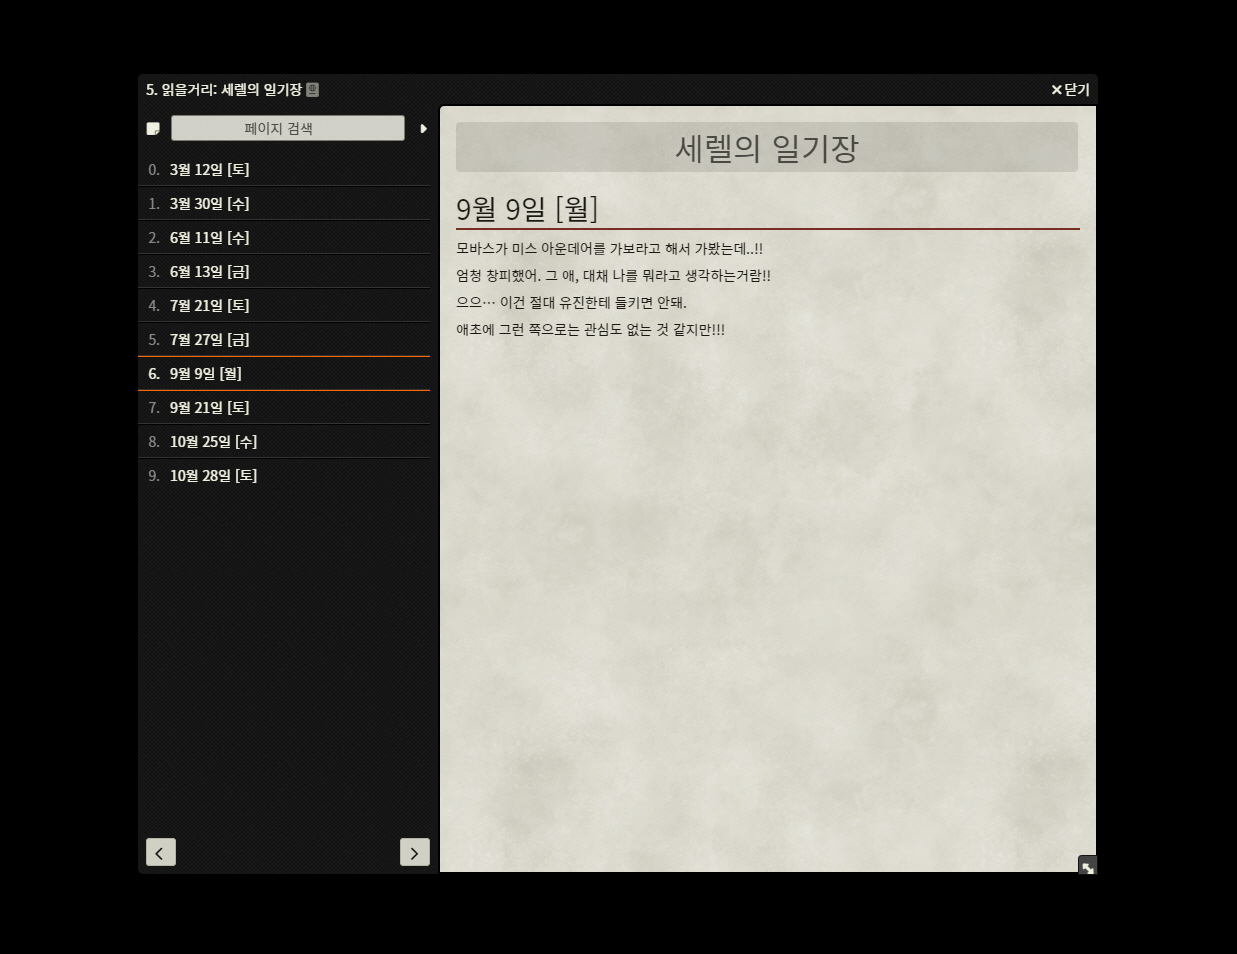 5. 읽을거리: 세렐의 일기장
닫기
페이지 검색
0. 3월 12일 [토]
1. 3월 30일 [수]
2. 6월 11일 [수]
3. 6월 13일 [금]
4. 7월 21일 [토]
5. 7월 27일 [금]
6. 9월 9일 [월]
7. 9월 21일 [토]
8. 10월 25일 [수]
9. 10월 28일 [토]
세렐의 일기장
9월 9일 [월]
모바스가 미스 아운데어를 가보라고 해서 가봤는데..!!
엄청 창피했어. 그 애, 대채 나를 뭐라고 생각하는거람!!
으으… 이건 절대 유진한테 들키면 안돼.
애초에 그런 쪽으로는 관심도 없는 것 같지만!!!